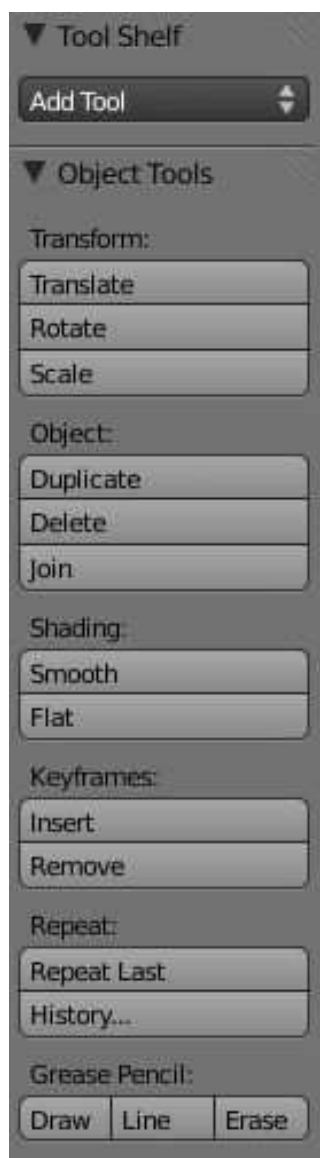 Tool Shelf
Add Tool
Object Tools
Transform:
Translate
Rotate
Scale
Object:
Duplicate
Delete
Join
Shading:
Smooth
Flat
Keyframes:
Insert
Remove
Repeat:
Repeat Last
History...
Grease Pencil:
Draw Line Erase